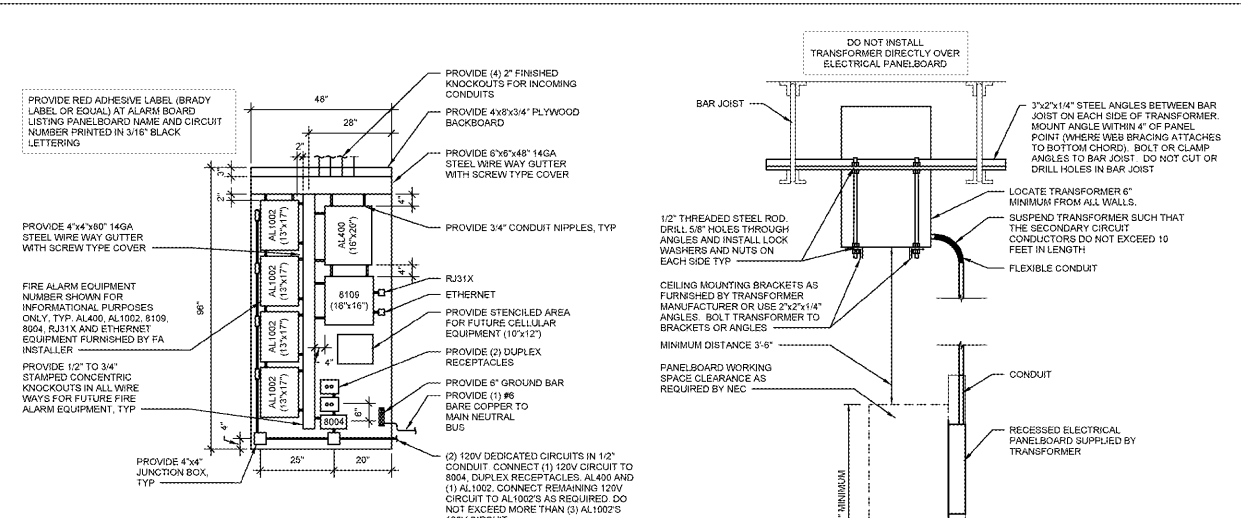 PROVIDE RED ADHESIVE LABEL (BRADY
LABEL OR EQUAL) AT ALARM BOARD
LISTING PANELBOARD NAME AND CIRCUIT
NUMBER PRINTED IN 3/16" BLACK
LETTERING
48"
28"
2"
3"
2"
4"
96"
PROVIDE (4) 2" FINISHED
KNOCKOUTS FOR INCOMING
CONDUITS
PROVIDE 4'x8'x3/4" PLYWOOD
BACKBOARD
PROVIDE 6"x6"x48" 14GA
STEEL WIRE WAY GUTTER
WITH SCREW TYPE COVER
PROVIDE 3/4" CONDUIT NIPPLES, TYP
PROVIDE 4"x4"x80" 14GA
STEEL WIRE WAY GUTTER
WITH SCREW TYPE COVER
AL1002
(13"x17")
AL400
(16"x20")
4"
AL1002
(13"x17")
8109
(16"x16")
RJ31X
ETHERNET
FIRE ALARM EQUIPMENT
NUMBER SHOWN FOR
INFORMATIONAL PURPOSES
ONLY, TYP. AL400, AL1002, 8109,
8004, RJ31X AND ETHERNET
EQUIPMENT FURNISHED BY FA
INSTALLER
AL1002
(13"x17")
4"
PROVIDE STENCILED AREA
FOR FUTURE CELLULAR
EQUIPMENT (10"x12")
PROVIDE (2) DUPLEX
RECEPTACLES
PROVIDE 1/2" TO 3/4"
STAMPED CONCENTRIC
KNOCKOUTS IN ALL WIRE
WAYS FOR FUTURE FIRE
ALARM EQUIPMENT, TYP
AL1002
(13"x17")
8004
6"
PROVIDE 6" GROUND BAR
PROVIDE (1) #6
BARE COPPER TO
MAIN NEUTRAL
BUS
4"
PROVIDE 4"x4"
JUNCTION BOX,
TYP
25"
20"
(2) 120V DEDICATED CIRCUITS IN 1/2"
CONDUIT. CONNECT (1) 120V CIRCUIT TO
8004, DUPLEX RECEPTACLES, AL400 AND
(1) AL1002. CONNECT REMAINING 120V
CIRCUIT TO AL1002'S AS REQUIRED. DO
NOT EXCEED MORE THAN (3) AL1002'S
DO NOT INSTALL
TRANSFORMER DIRECTLY OVER
ELECTRICAL PANELBOARD
BAR JOIST
3"x2"x1/4" STEEL ANGLES BETWEEN BAR
JOIST ON EACH SIDE OF TRANSFORMER.
MOUNT ANGLE WITHIN 4" OF PANEL
POINT (WHERE WEB BRACING ATTACHES
TO BOTTOM CHORD). BOLT OR CLAMP
ANGLES TO BAR JOIST. DO NOT CUT OR
DRILL HOLES IN BAR JOIST
LOCATE TRANSFORMER 6"
MINIMUM FROM ALL WALLS.
1/2" THREADED STEEL ROD.
DRILL 5/8" HOLES THROUGH
ANGLES AND INSTALL LOCK
WASHERS AND NUTS ON
EACH SIDE TYP
SUSPEND TRANSFORMER SUCH THAT
THE SECONDARY CIRCUIT
CONDUCTORS DO NOT EXCEED 10
FEET IN LENGTH
FLEXIBLE CONDUIT
CEILING MOUNTING BRACKETS AS
FURNISHED BY TRANSFORMER
MANUFACTURER OR USE 2"x2"x1/4"
ANGLES. BOLT TRANSFORMER TO
BRACKETS OR ANGLES
MINIMUM DISTANCE 3'-6"
PANELBOARD WORKING
SPACE CLEARANCE AS
REQUIRED BY NEC
CONDUIT
RECESSED ELECTRICAL
PANELBOARD SUPPLIED BY
TRANSFORMER
" MINIMUM